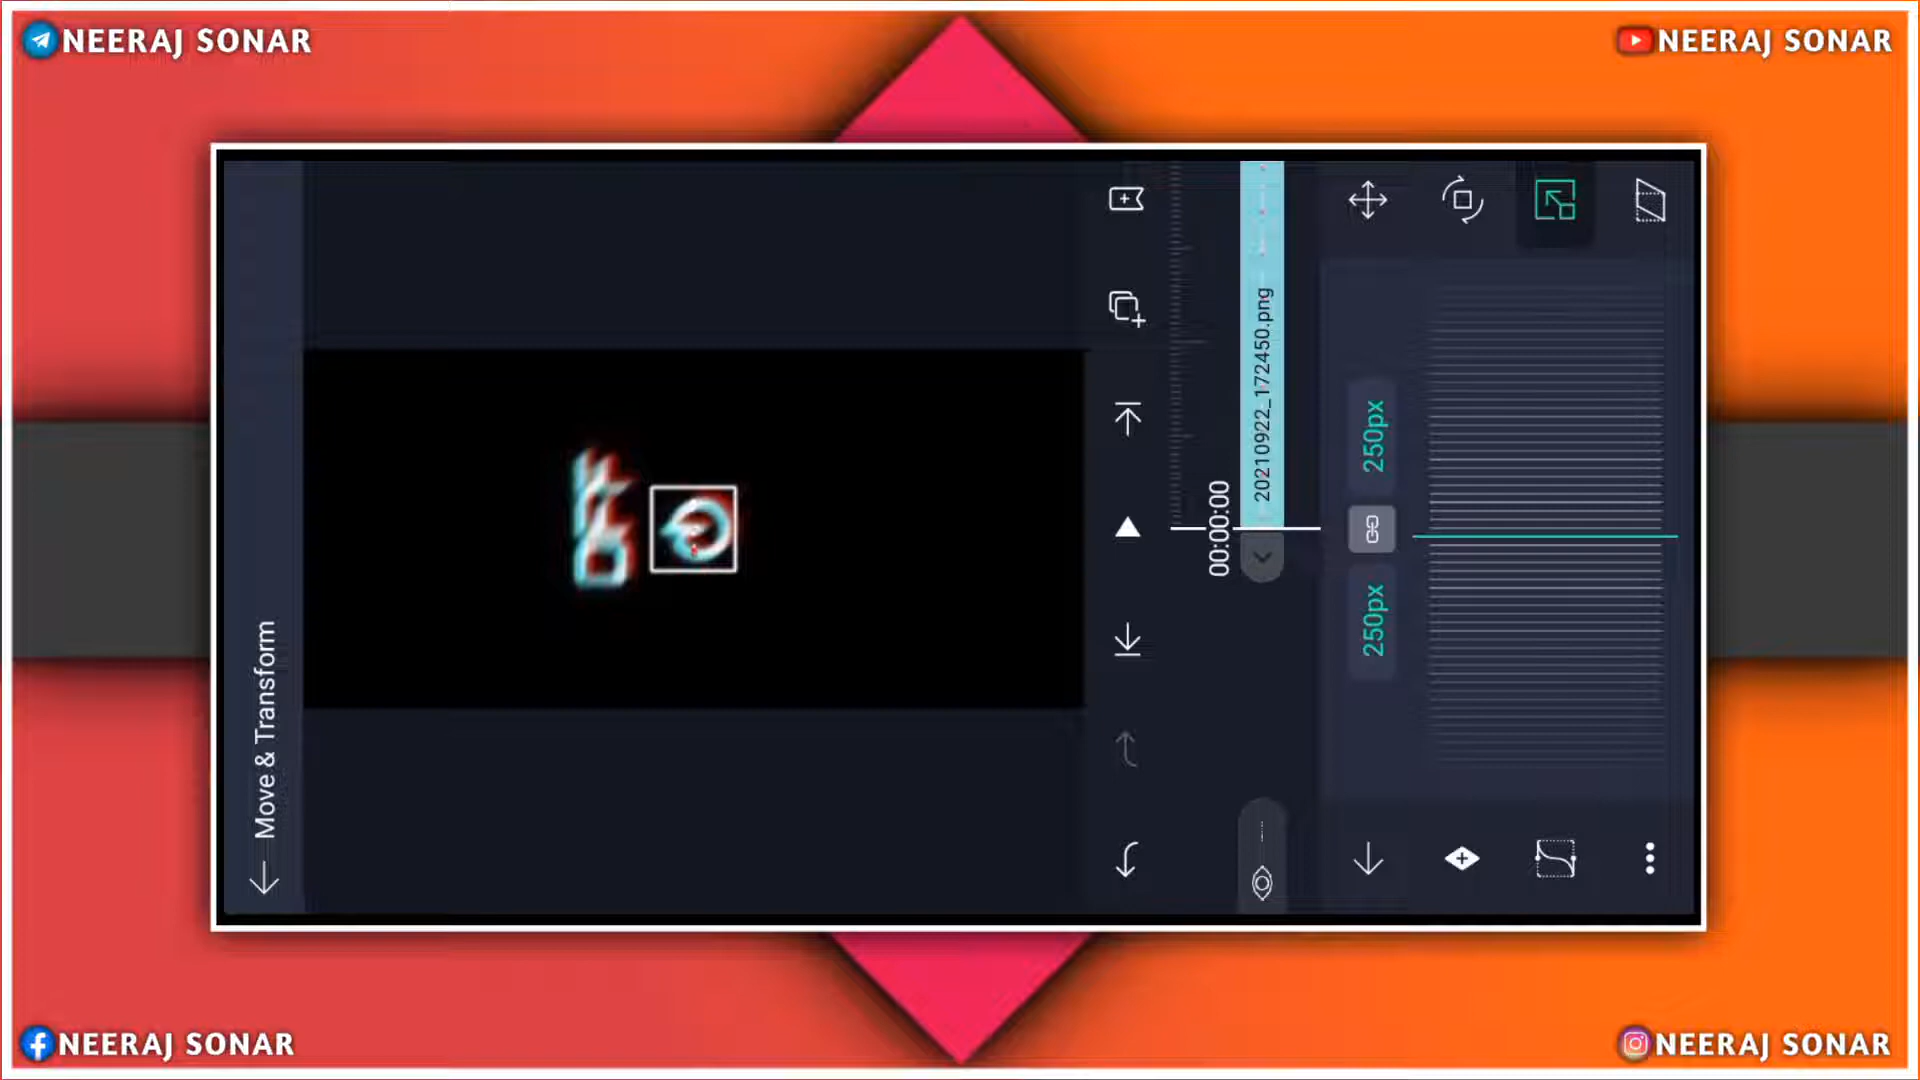 NEERAJ SONAR
NEERAJ SONAR
Move & Transform
00:00:00
20210922_172450.png
250px
250px
NEERAJ SONAR
NEERAJ SONAR